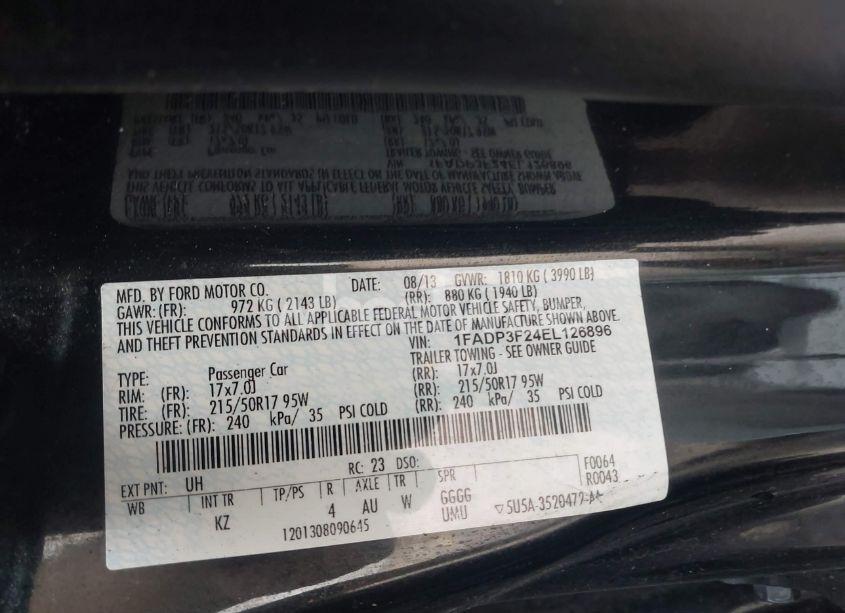 MFD. BY FORD MOTOR CO. DATE: 08/13 GVWR: 1810 KG ( 3990 LB)
GAWR: (FR): 972 KG ( 2143 LB) (RR): 880 KG ( 1940 LB)
THIS VEHICLE CONFORMS TO ALL APPLICABLE FEDERAL MOTOR VEHICLE SAFETY, BUMPER,
AND THEFT PREVENTION STANDARDS IN EFFECT ON THE DATE OF MANUFACTURE SHOWN ABOVE.
VIN: 1FADP3F24EL126896
TYPE: Passenger Car TRAILER TOWING - SEE OWNER GUIDE
RIM: (FR): 17x7.0J (RR): 17x7.0J
TIRE: (FR): 215/50R17 95W (RR): 215/50R17 95W
PRESSURE: (FR): 240 kPa/ 35 PSI COLD (RR): 240 kPa/ 35 PSI COLD
EXT PNT: UH RC: 23 DSO: F0064
WB INT TR TP/PS R AXLE TR SPR R0043
KZ 4 AU W GGGG
UMU
1201308090645 ▽5U5A-3520472-AA